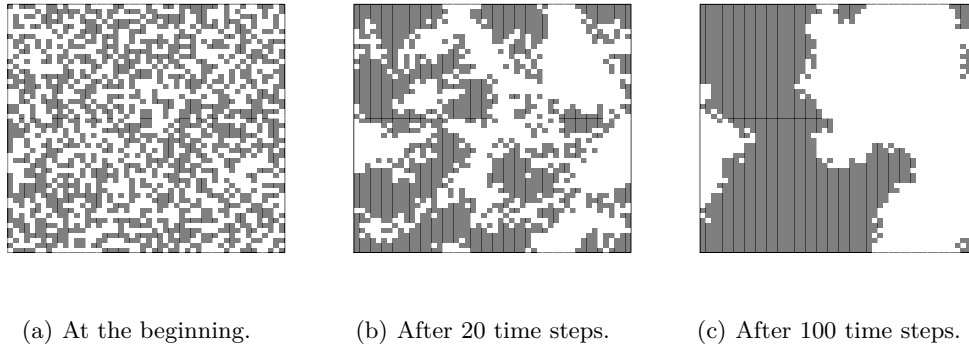 (a) At the beginning.
(b) After 20 time steps.
(c) After 100 time steps.